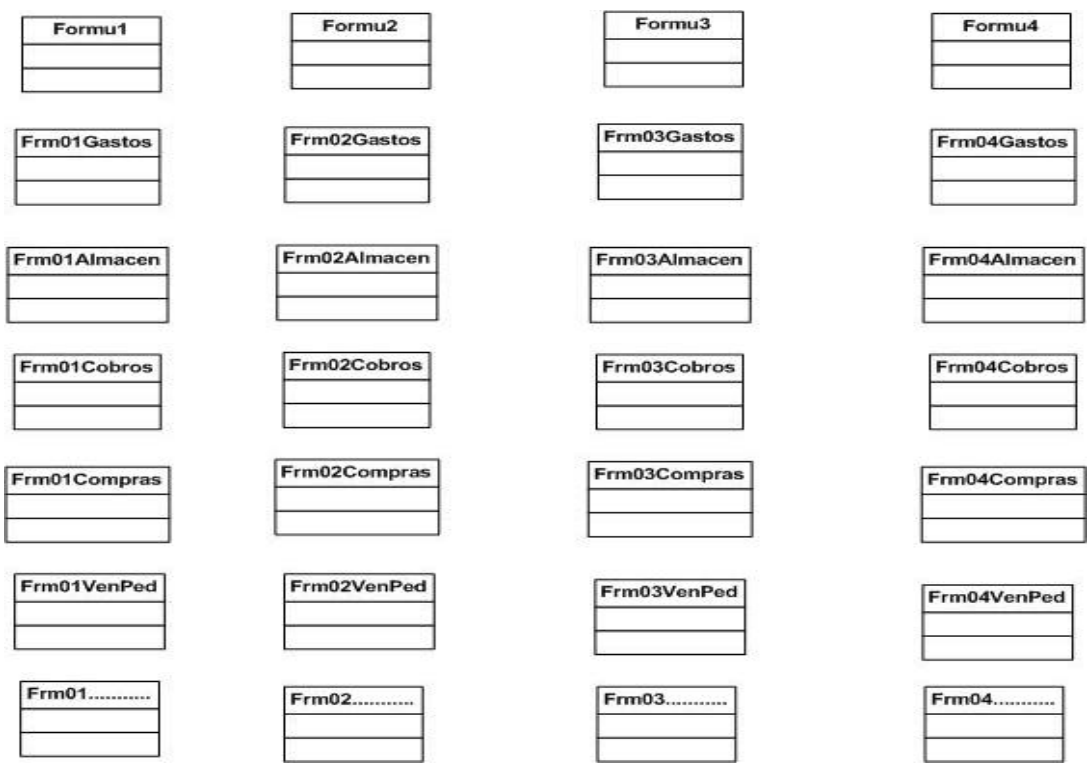 Formu1
Formu2
Formu3
Formu4
Frm01Gastos
Frm02Gastos
Frm03Gastos
Frm04Gastos
Frm01Almacen
Frm02Almacen
Frm03Almacen
Frm04Almacen
Frm01Cobros
Frm02Cobros
Frm03Cobros
Frm04Cobros
Frm01Compras
Frm02Compras
Frm03Compras
Frm04Compras
Frm01VenPed
Frm02VenPed
Frm03VenPed
Frm04VenPed
Frm01...........
Frm02...........
Frm03...........
Frm04...........